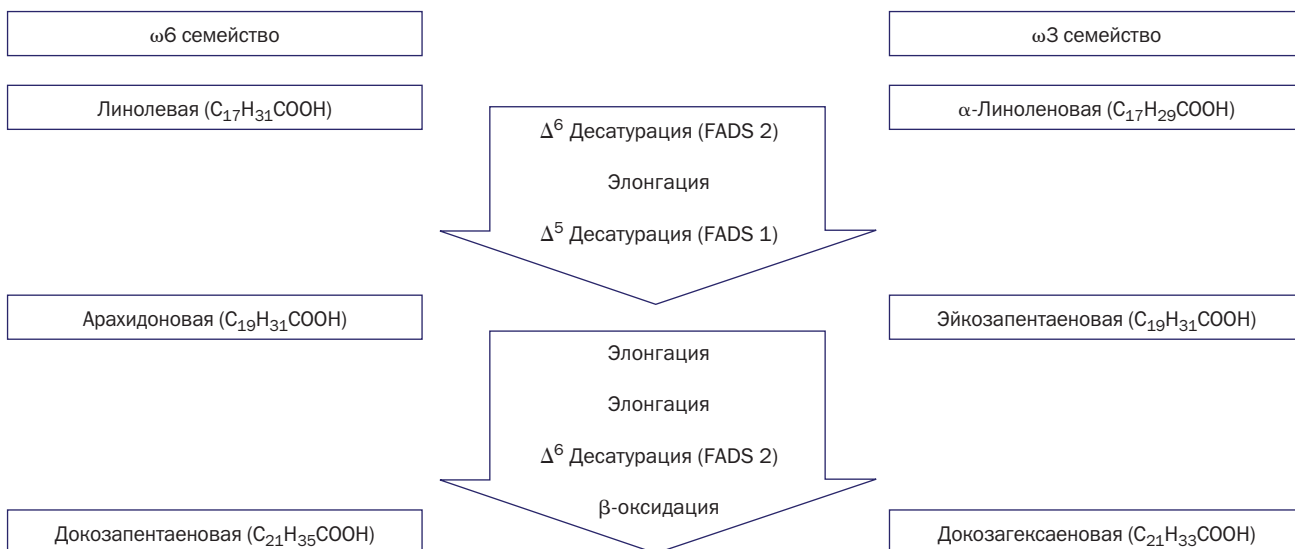 ω6 семейство
ω3 семейство
Линолевая (C₁₇H₃₁COOH)
α-Линоленовая (C₁₇H₂₉COOH)
Δ⁶ Десатурация (FADS 2)
Элонгация
Δ⁵ Десатурация (FADS 1)
Арахидоновая (C₁₉H₃₁COOH)
Эйкозапентаеновая (C₁₉H₃₁COOH)
Элонгация
Элонгация
Δ⁶ Десатурация (FADS 2)
β-оксидация
Докозапентаеновая (C₂₁H₃₅COOH)
Докозагексаеновая (C₂₁H₃₃COOH)